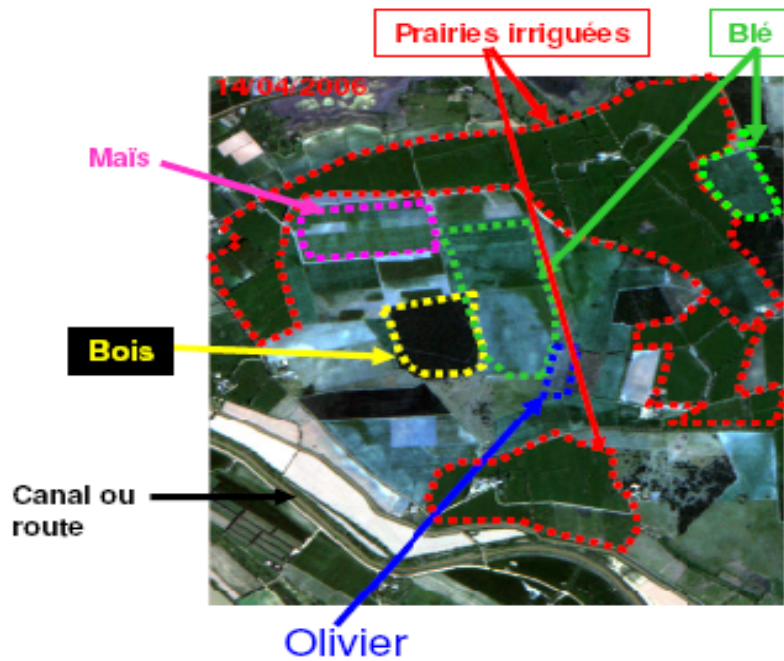 Prairies irriguées
Blé
14/04/2006
Maïs
Bois
Canal ou
route
Olivier